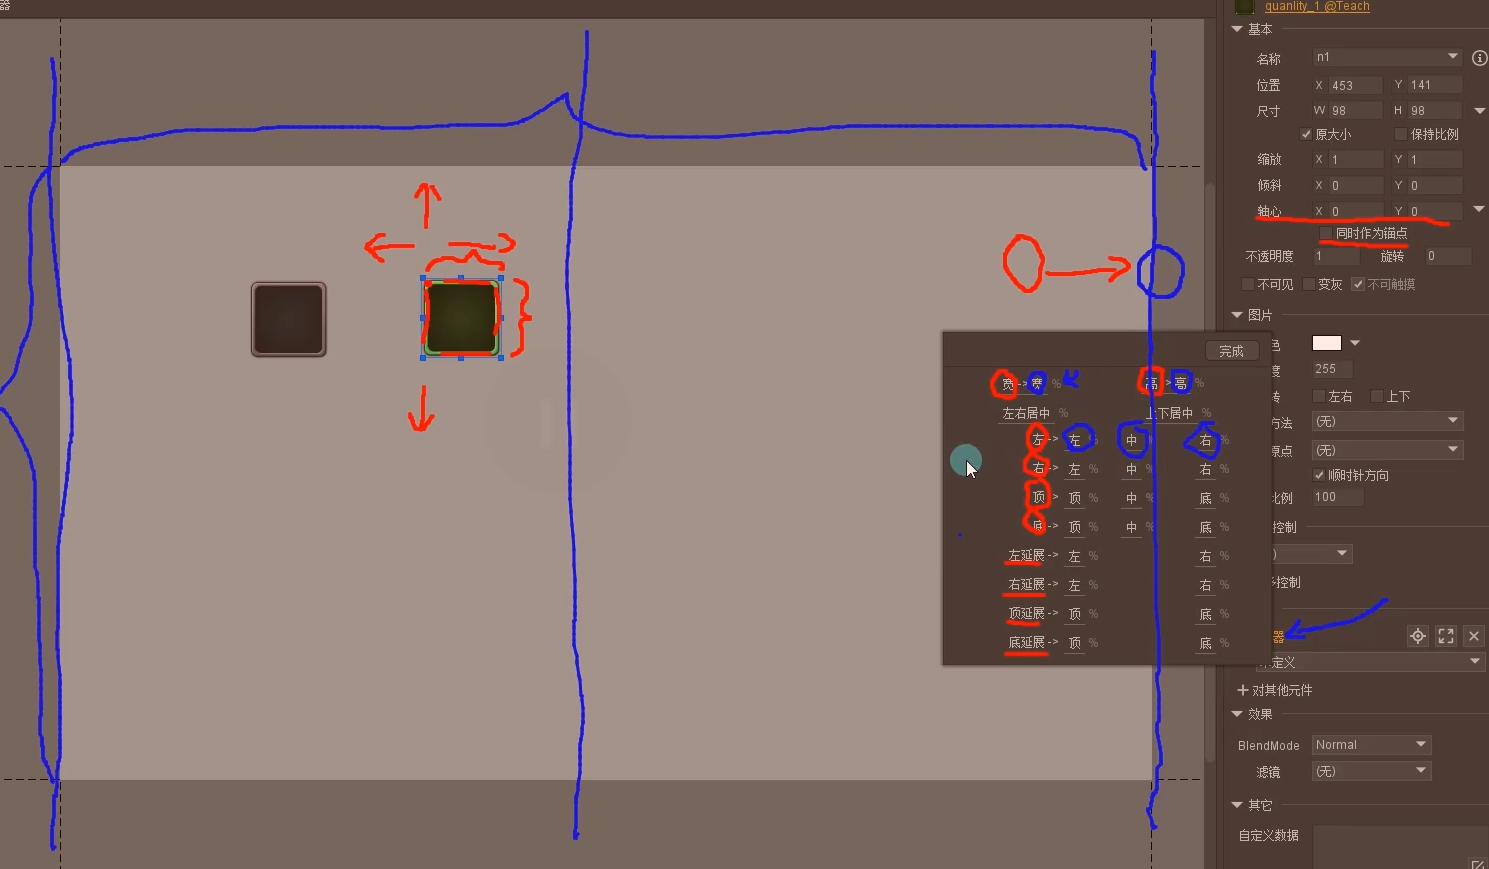 器
quanlity_1 @Teach
基本
名称 n1
位置 X 453 Y 141
尺寸 W 98 H 98
原大小 保持比例
缩放 X 1 Y 1
倾斜 X 0 Y 0
轴心 X 0 Y 0
同时作为锚点
不透明度 1 旋转 0
不可见 变灰 不可触摸
图片
色
度 255
转 左右 上下
方法 (无)
原点 (无)
顺时针方向
比例 100
控制
)
控制
器
定义
对其他元件
效果
BlendMode Normal
滤镜 (无)
其它
自定义数据
完成
宽->宽 % 高->高 %
左右居中 % 上下居中 %
左-> 左 % 中 % 右 %
右-> 左 % 中 % 右 %
顶-> 顶 % 中 % 底 %
底-> 顶 % 中 % 底 %
左延展-> 左 % 右 %
右延展-> 左 % 右 %
顶延展-> 顶 % 底 %
底延展-> 顶 % 底 %